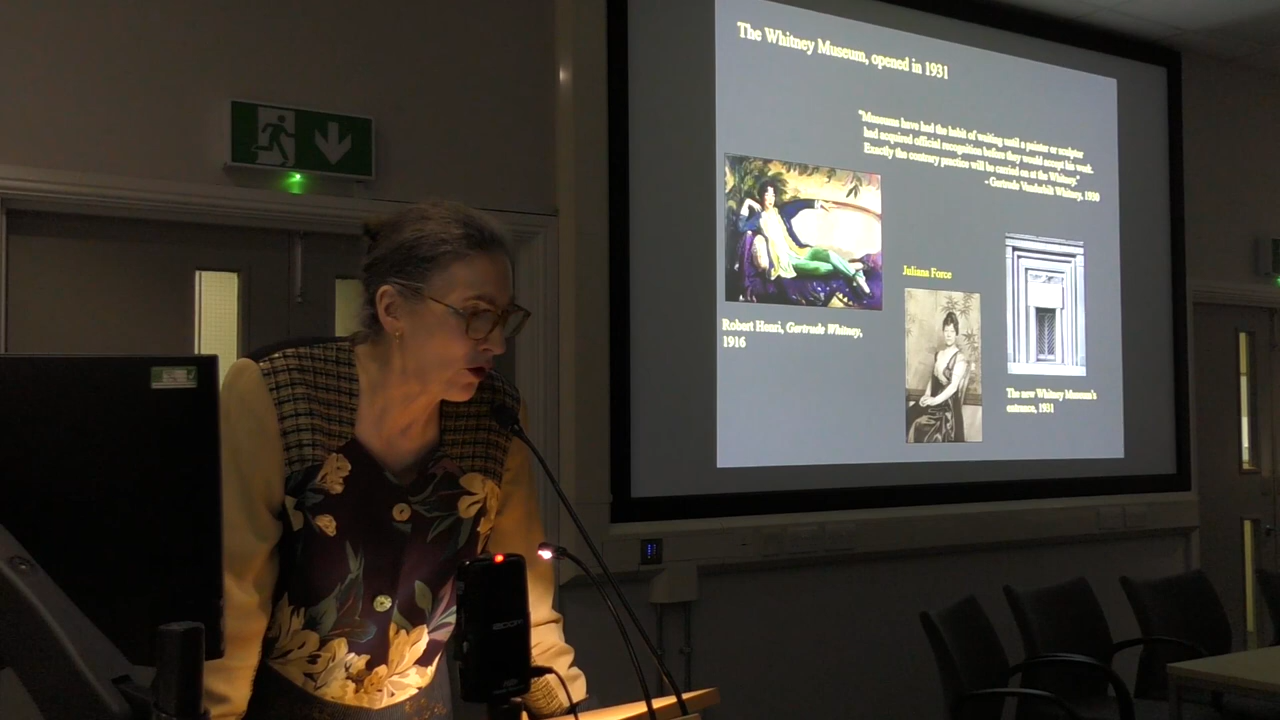 The Whitney Museum, opened in 1931
"Museums have had the habit of waiting until a painter or sculptor
had acquired official recognition before they would accept his work.
Exactly the contrary practice will be carried on at the Whitney."
- Gertrude Vanderbilt Whitney, 1930
Juliana Force
Robert Henri, Gertrude Whitney,
1916
The new Whitney Museum's
entrance, 1931
ZOOM